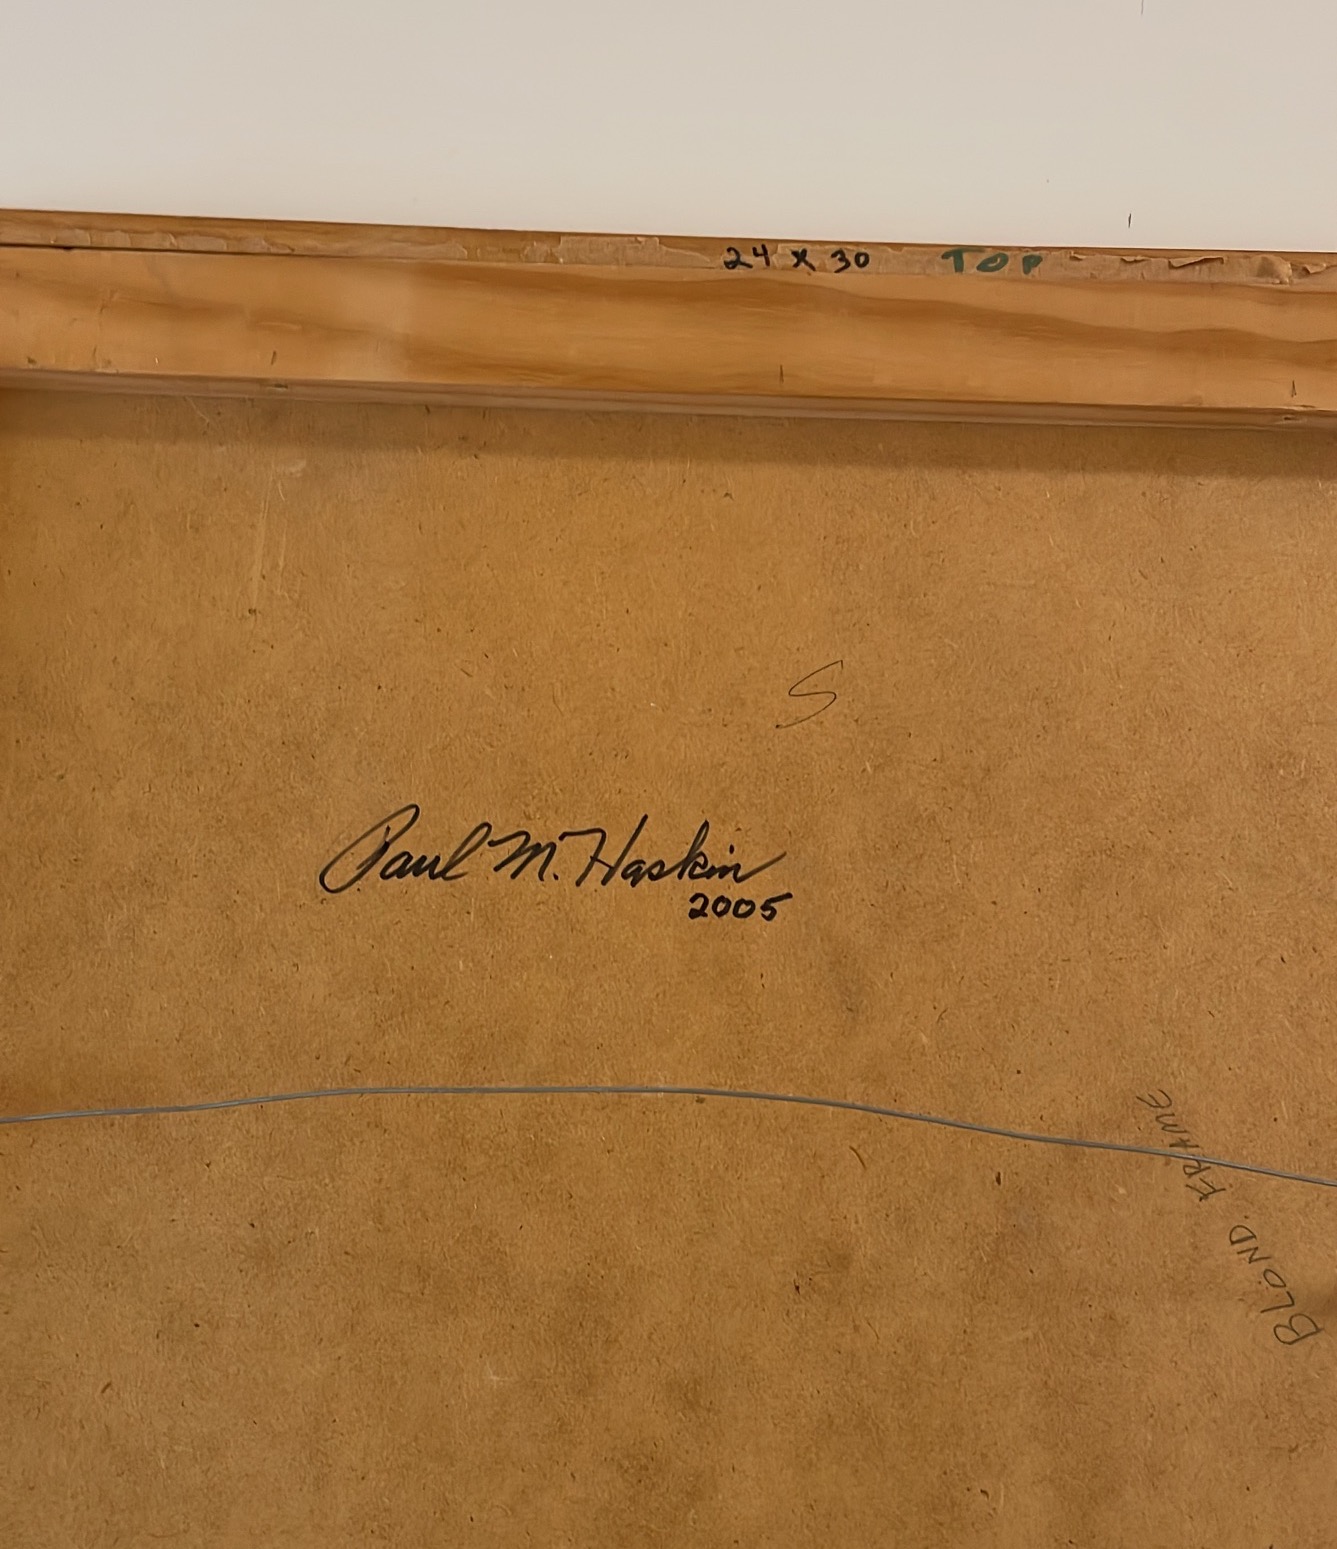 24 x 30 TOP
S
Paul M. Haskin
2005
BLOND. FRAME